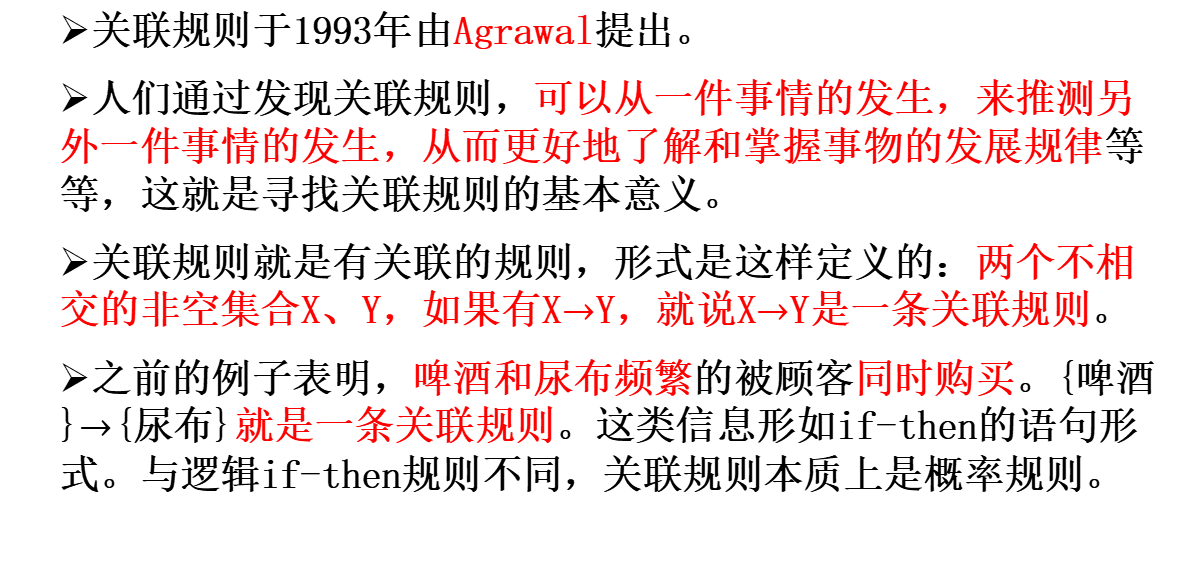 ➢关联规则于1993年由Agrawal提出。
➢人们通过发现关联规则，可以从一件事情的发生，来推测另
外一件事情的发生，从而更好地了解和掌握事物的发展规律等
等，这就是寻找关联规则的基本意义。
➢关联规则就是有关联的规则，形式是这样定义的：两个不相
交的非空集合X、Y，如果有X→Y，就说X→Y是一条关联规则。
➢之前的例子表明，啤酒和尿布频繁的被顾客同时购买。{啤酒
}→{尿布}就是一条关联规则。这类信息形如if-then的语句形
式。与逻辑if-then规则不同，关联规则本质上是概率规则。